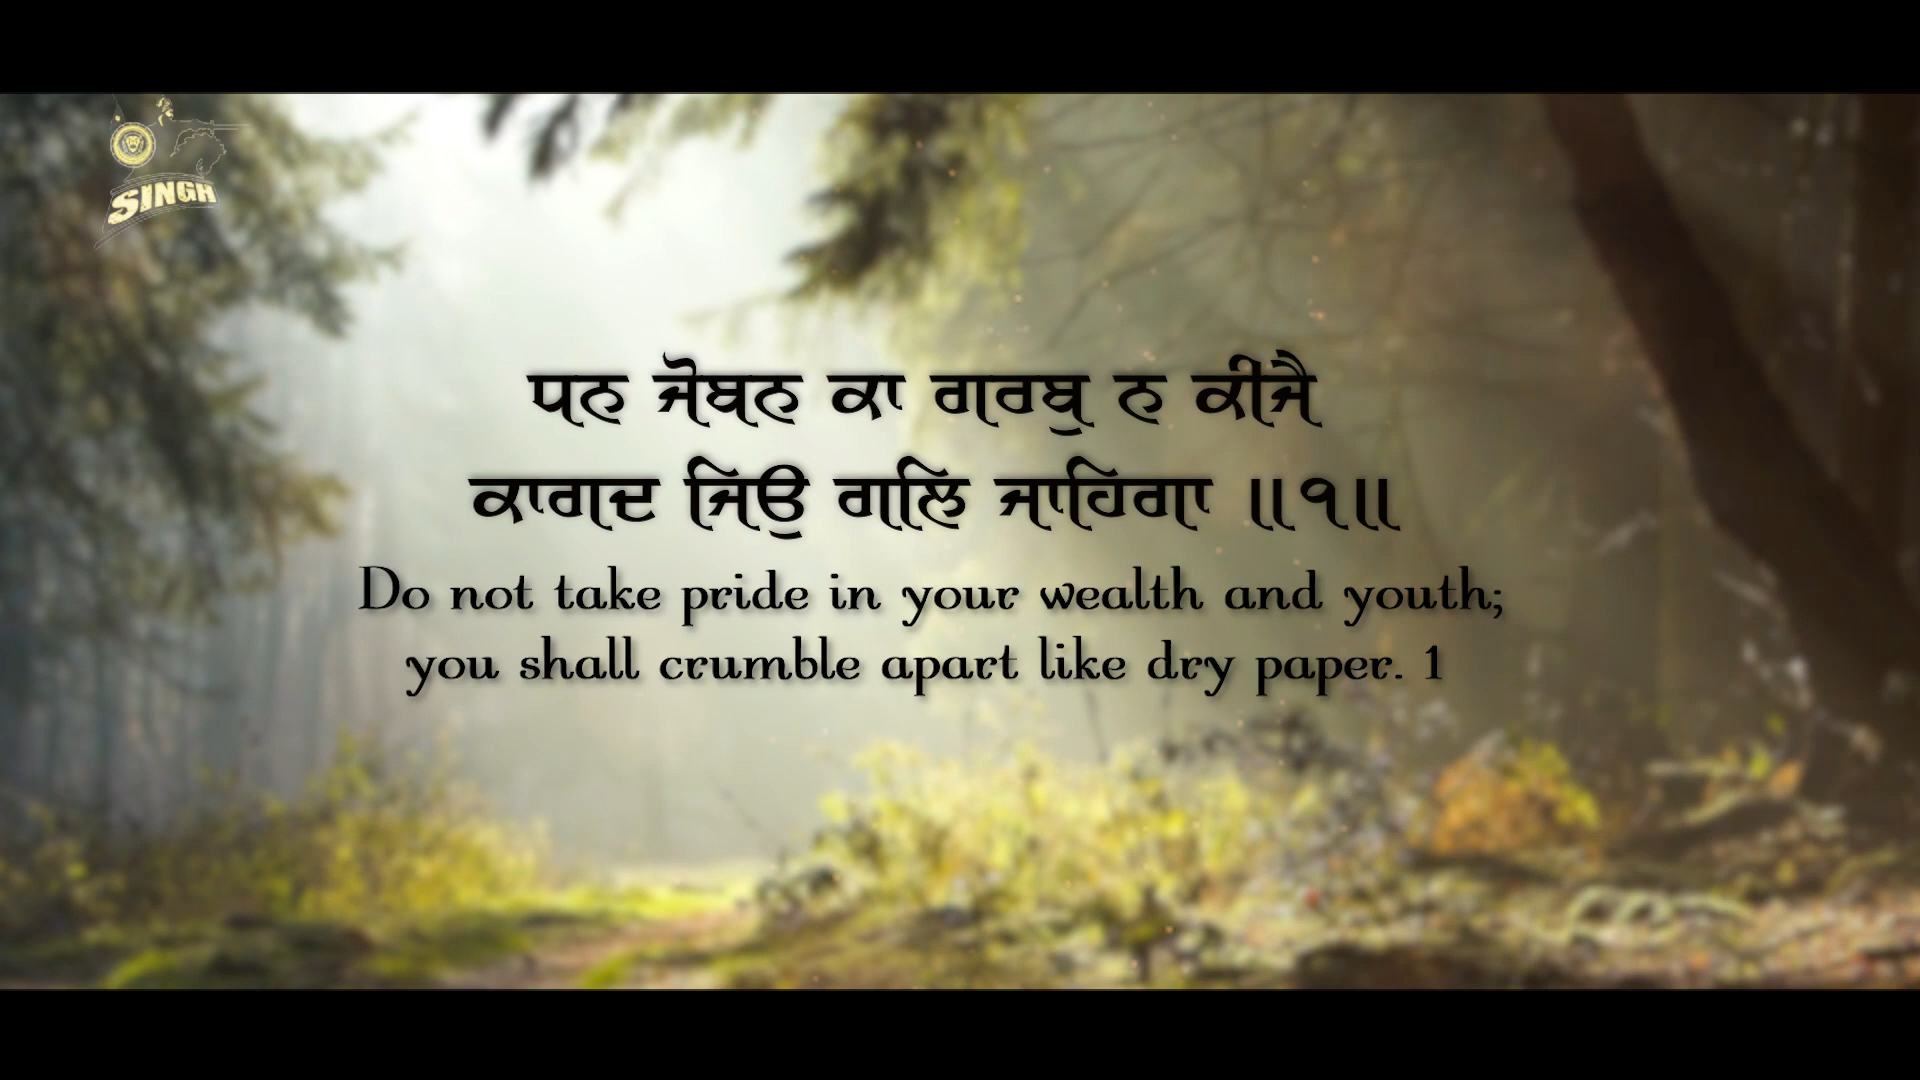 SINGH
ਧਨ ਜੋਬਨ ਕਾ ਗਰਬੁ ਨ ਕੀਜੈ
ਕਾਗਦ ਜਿਉ ਗਲਿ ਜਾਹਿਗਾ ॥੧॥
Do not take pride in your wealth and youth;
you shall crumble apart like dry paper. 1